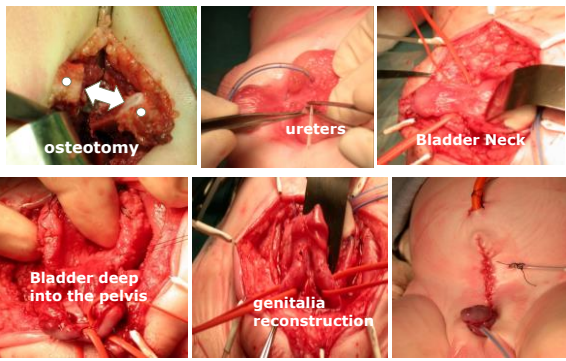 osteotomy
ureters
Bladder Neck
Bladder deep
into the pelvis
genitalia
reconstruction